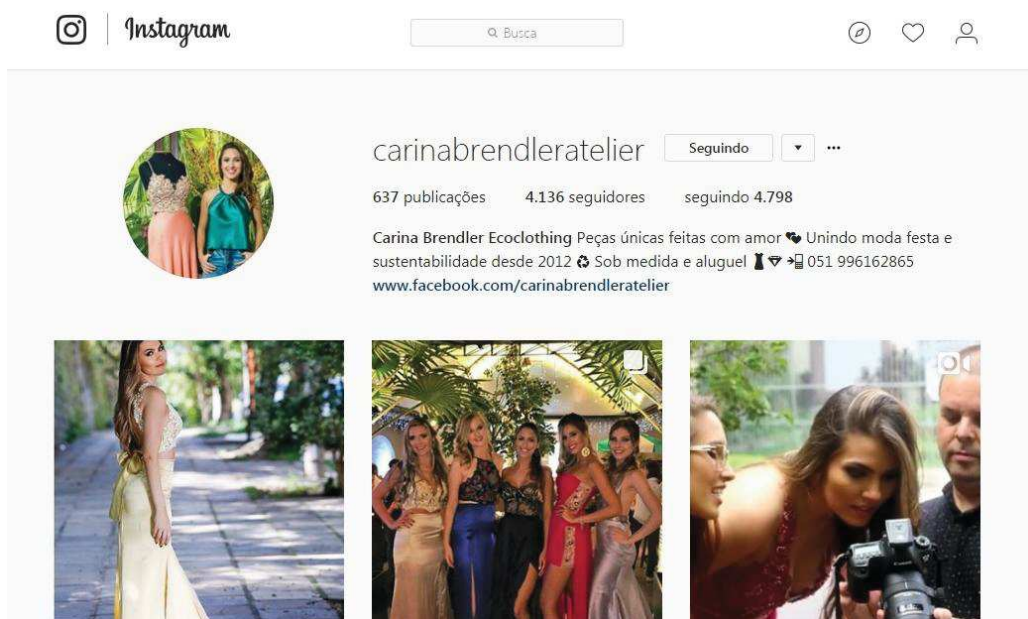 Instagram
Busca
carinabrendleratelier Seguindo
637 publicações 4.136 seguidores seguindo 4.798
Carina Brendler Ecoclothing Peças únicas feitas com amor 💕 Unindo moda festa e
sustentabilidade desde 2012 ♻ Sob medida e aluguel 👗 💎 📲 051 996162865
www.facebook.com/carinabrendleratelier
Canon